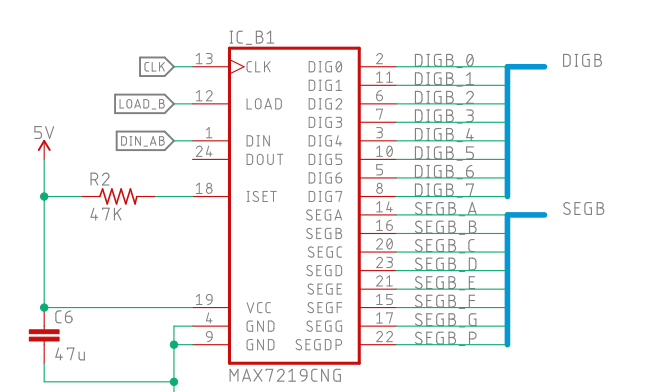 IC_B1
CLK 13 CLK DIG0 2 DIGB_0 DIGB
DIG1 11 DIGB_1
LOAD_B 12 LOAD DIG2 6 DIGB_2
DIG3 7 DIGB_3
DIN_AB 1 DIN DIG4 3 DIGB_4
5V
24 DOUT DIG5 10 DIGB_5
DIG6 5 DIGB_6
R2
18 ISET DIG7 8 DIGB_7
47K
SEGA 14 SEGB_A SEGB
SEGB 16 SEGB_B
SEGC 20 SEGB_C
SEGD 23 SEGB_D
SEGE 21 SEGB_E
19 VCC SEGF 15 SEGB_F
C6
4 GND SEGG 17 SEGB_G
9 GND SEGDP 22 SEGB_P
47u
MAX7219CNG